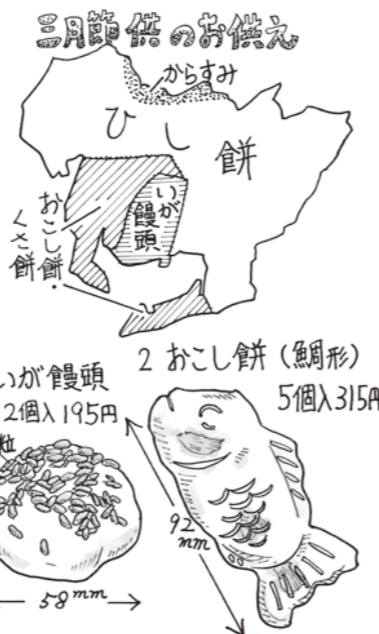 三月節供のお供え
からすみ
ひし餅
いが饅頭
おこし餅・
くさ餅
いが饅頭
2個入195円
粒
58mm
2 おこし餅(鯛形)
5個入315円
92mm